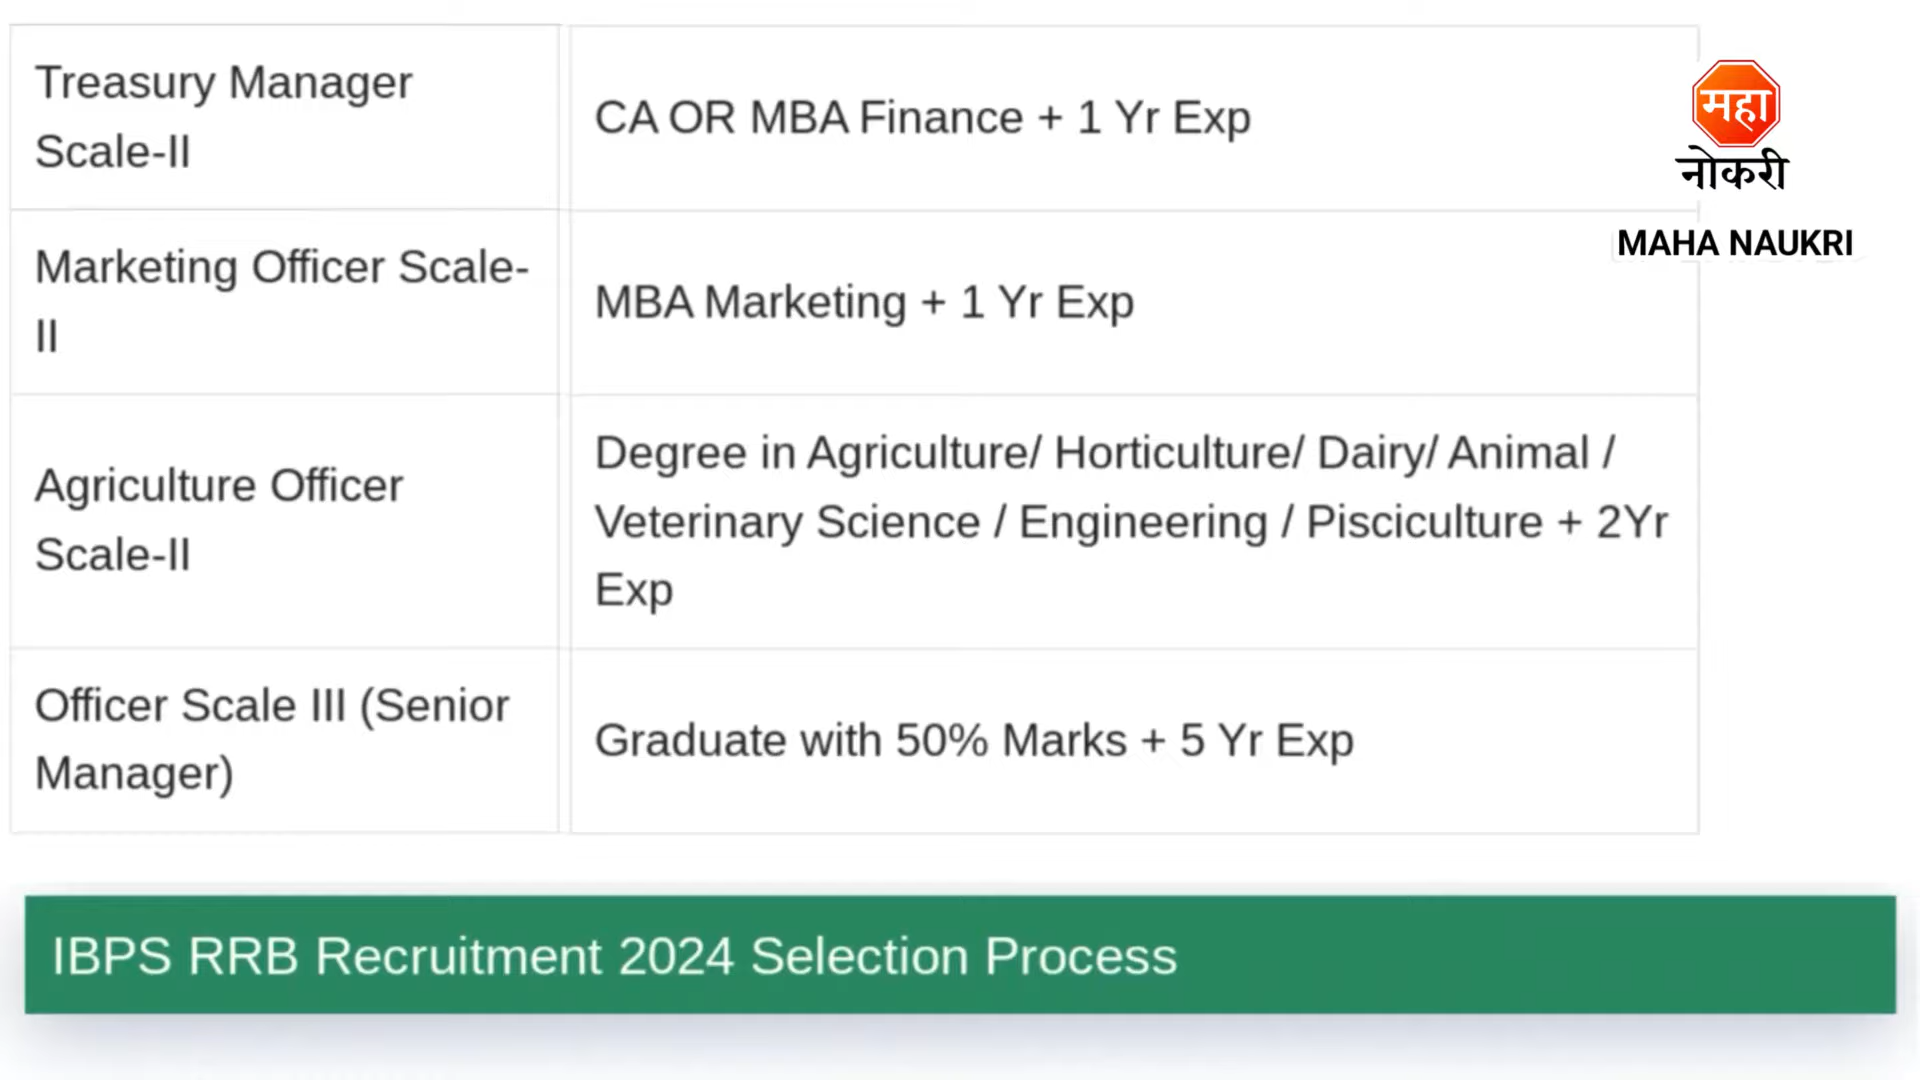 Treasury Manager
Scale-II
CA OR MBA Finance + 1 Yr Exp
महा
नोकरी
MAHA NAUKRI
Marketing Officer Scale-
II
MBA Marketing + 1 Yr Exp
Agriculture Officer
Scale-II
Degree in Agriculture/ Horticulture/ Dairy/ Animal /
Veterinary Science / Engineering / Pisciculture + 2Yr
Exp
Officer Scale III (Senior
Manager)
Graduate with 50% Marks + 5 Yr Exp
IBPS RRB Recruitment 2024 Selection Process